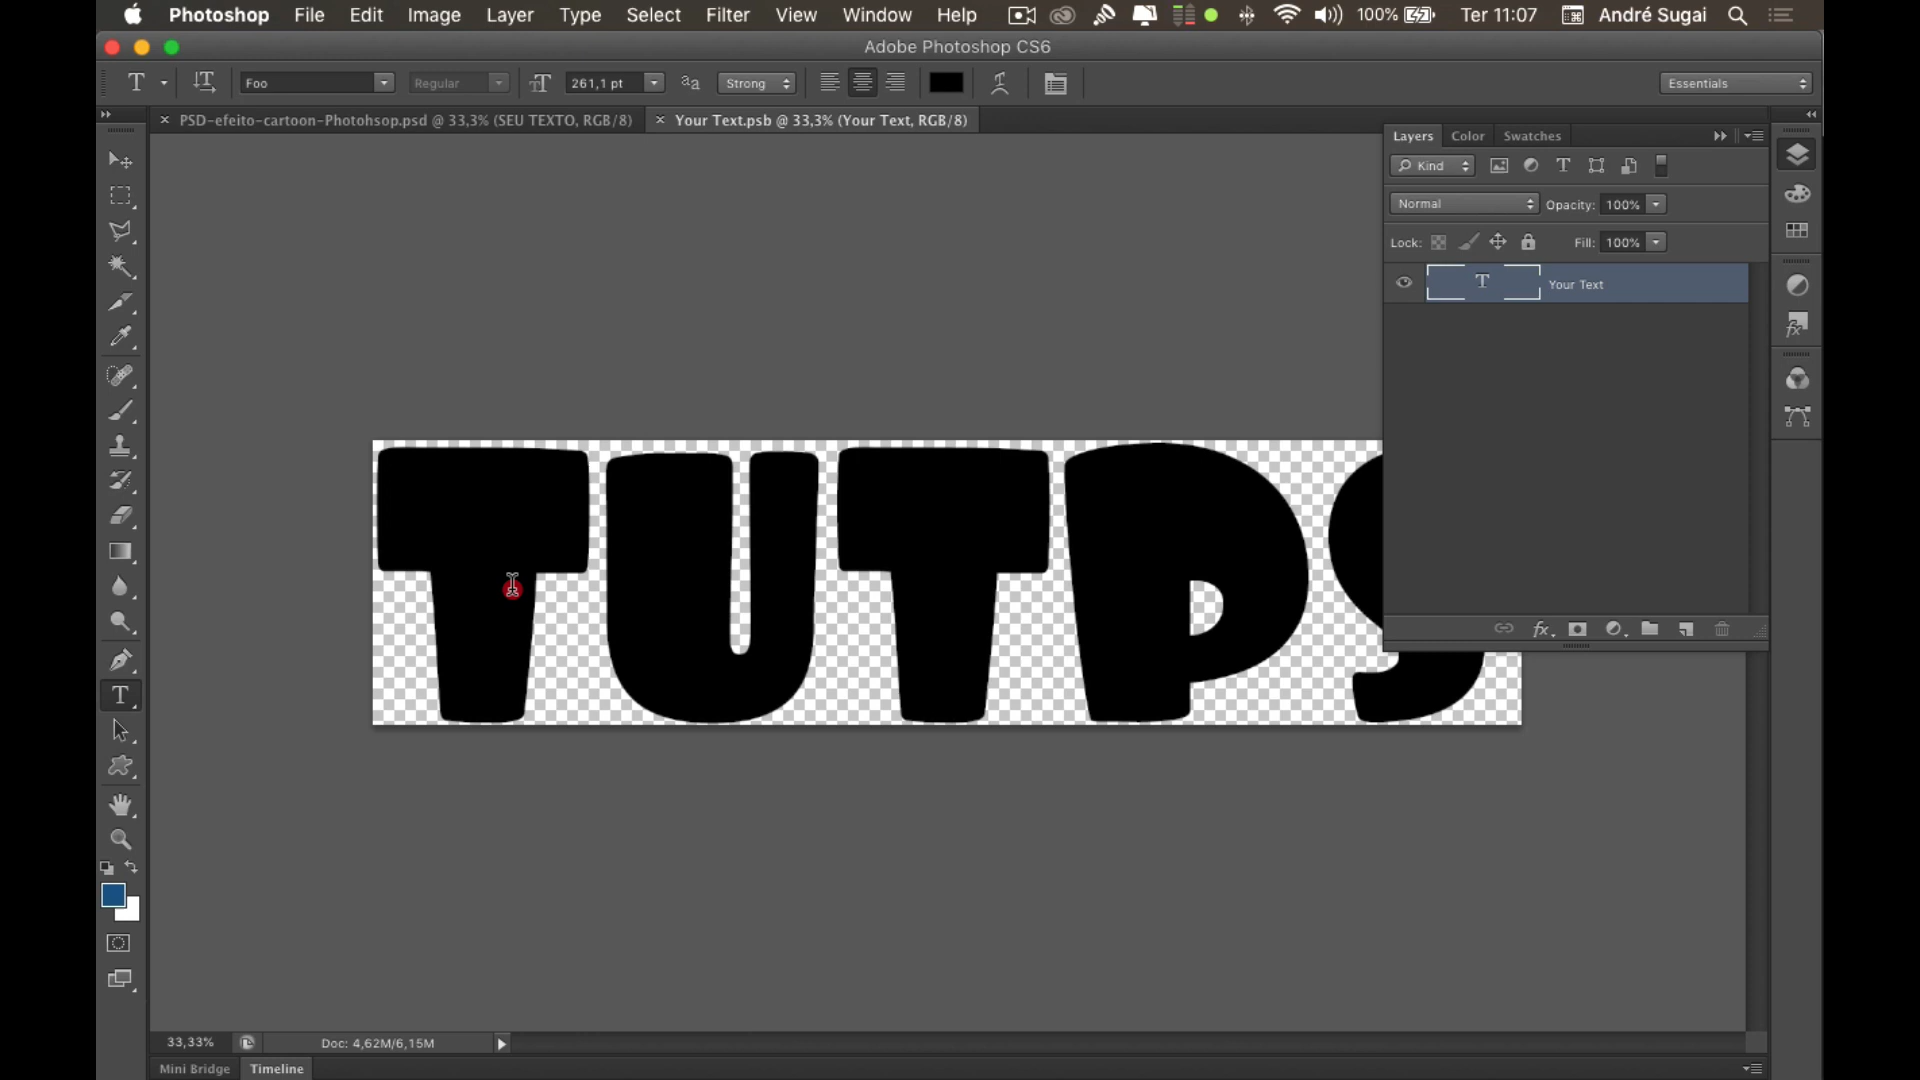 Photoshop File Edit Image Layer Type Select Filter View Window Help 100% Ter 11:07 André Sugai
Adobe Photoshop CS6
T Foo Regular 261,1 pt aa Strong Essentials
PSD-efeito-cartoon-Photohsop.psd @ 33,3% (SEU TEXTO, RGB/8) Your Text.psb @ 33,3% (Your Text, RGB/8)
Layers Color Swatches
Kind
Normal Opacity: 100%
Lock: Fill: 100%
T Your Text
TUTPS
33,33% Doc: 4,62M/6,15M
Mini Bridge Timeline